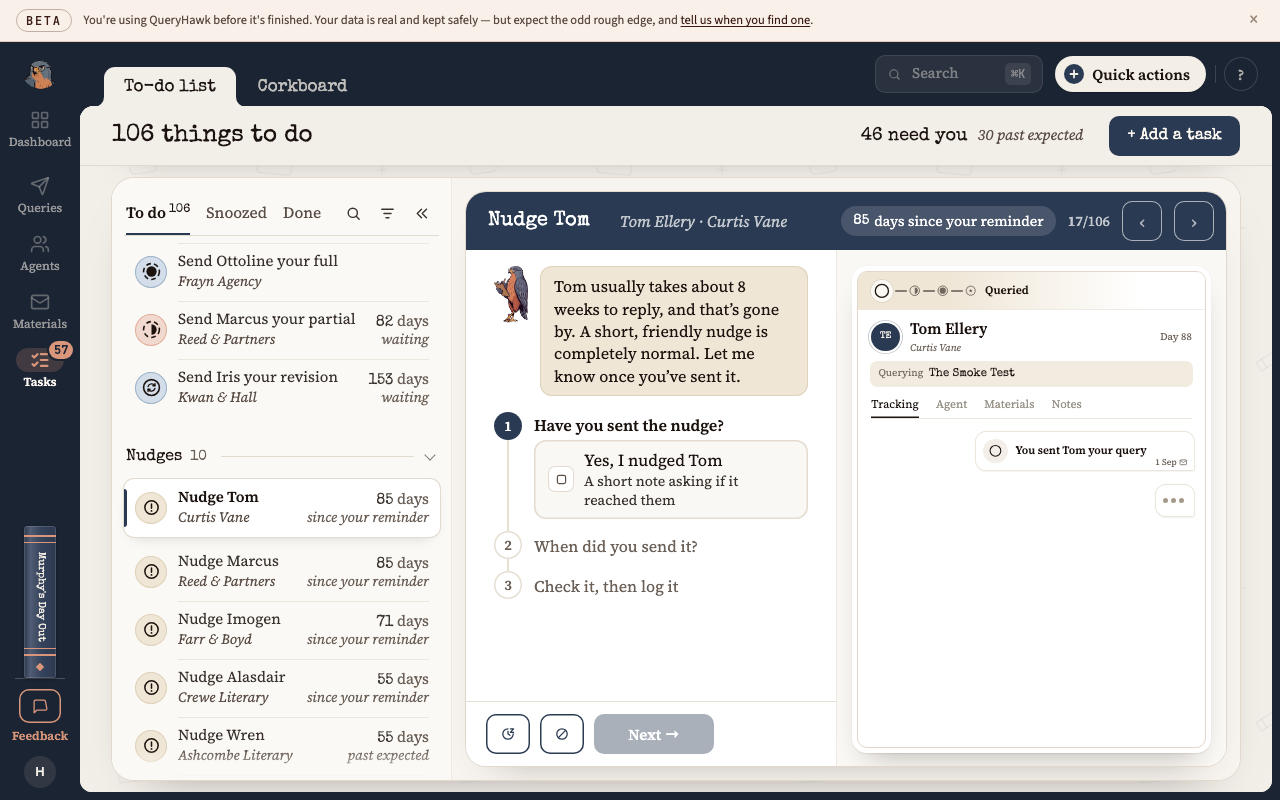 BETA You're using QueryHawk before it's finished. Your data is real and kept safely — but expect the odd rough edge, and tell us when you find one. ×
To-do list
Corkboard
Search ⌘K
+ Quick actions
?
Dashboard
Queries
Agents
Materials
57
Tasks
Murphy's Day Out
Feedback
H
106 things to do
46 need you 30 past expected
+ Add a task
To do 106 Snoozed Done
Send Ottoline your full
Frayn Agency
Send Marcus your partial 82 days
Reed & Partners waiting
Send Iris your revision 153 days
Kwan & Hall waiting
Nudges 10
Nudge Tom 85 days
Curtis Vane since your reminder
Nudge Marcus 85 days
Reed & Partners since your reminder
Nudge Imogen 71 days
Farr & Boyd since your reminder
Nudge Alasdair 55 days
Crewe Literary since your reminder
Nudge Wren 55 days
Ashcombe Literary past expected
Nudge Tom Tom Ellery · Curtis Vane 85 days since your reminder 17/106 ‹ ›
Tom usually takes about 8
weeks to reply, and that's gone
by. A short, friendly nudge is
completely normal. Let me
know once you've sent it.
1 Have you sent the nudge?
Yes, I nudged Tom
A short note asking if it
reached them
2 When did you send it?
3 Check it, then log it
Next →
Queried
TE Tom Ellery Day 88
Curtis Vane
Querying The Smoke Test
Tracking Agent Materials Notes
You sent Tom your query
1 Sep